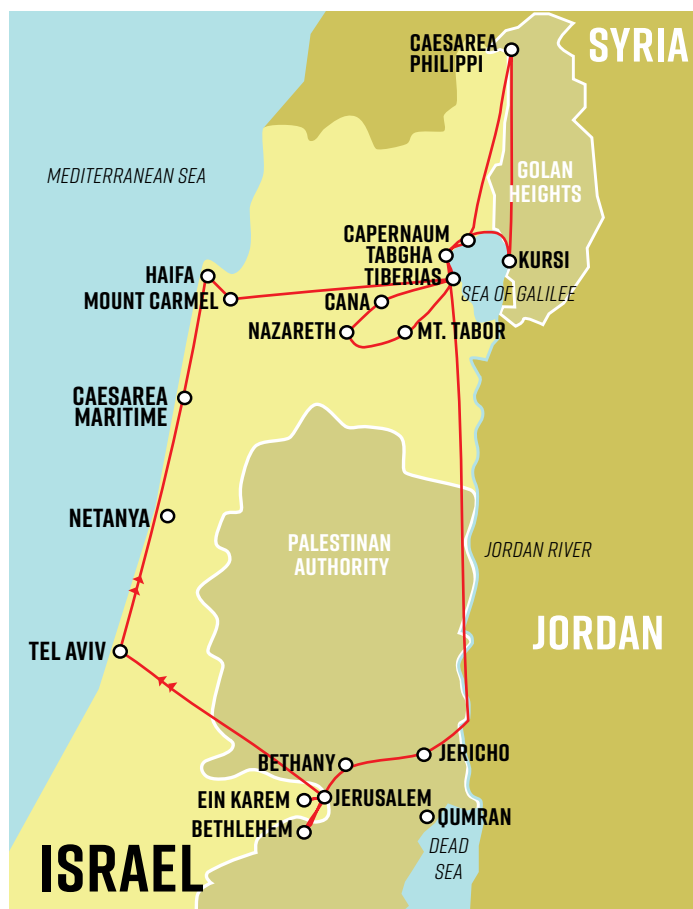 CAESAREA
PHILIPPI
SYRIA
MEDITERRANEAN SEA
GOLAN
HEIGHTS
CAPERNAUM
TABGHA
TIBERIAS
KURSI
HAIFA
MOUNT CARMEL
SEA OF GALILEE
CANA
NAZARETH
MT. TABOR
CAESAREA
MARITIME
NETANYA
PALESTINAN
AUTHORITY
JORDAN RIVER
JORDAN
TEL AVIV
BETHANY
JERICHO
EIN KAREM
JERUSALEM
BETHLEHEM
QUMRAN
DEAD
SEA
ISRAEL